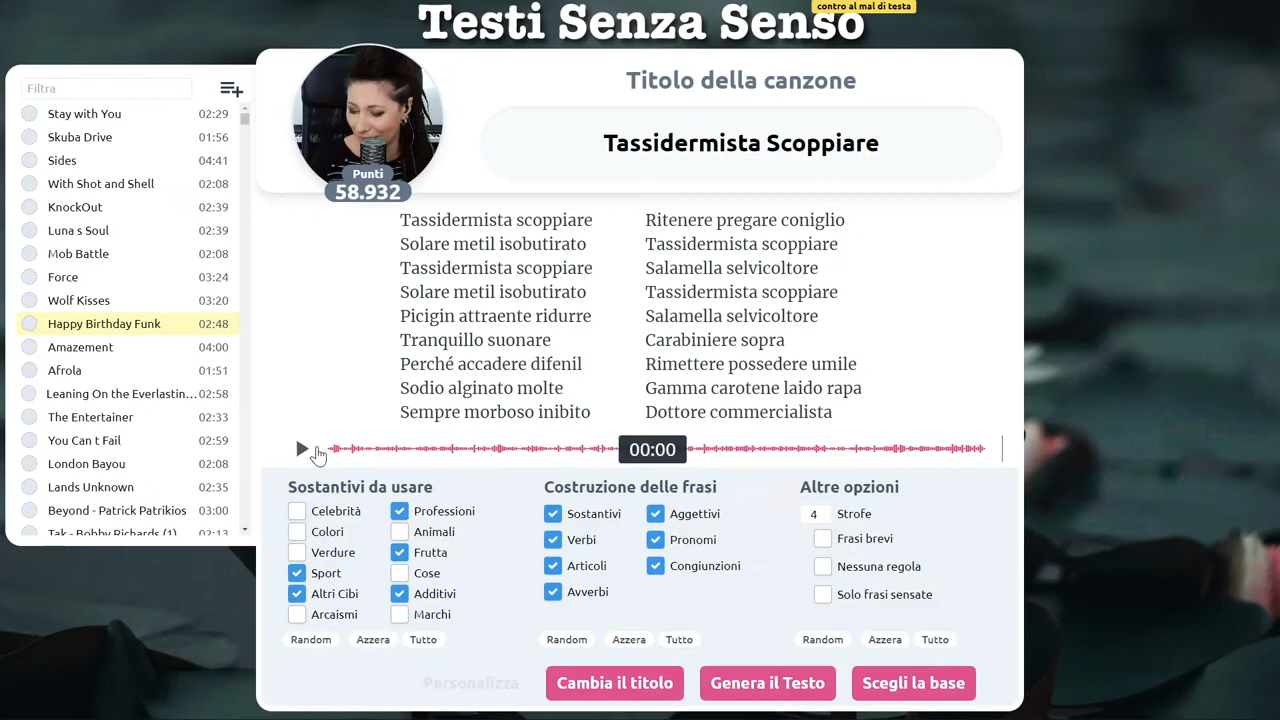 contro al mal di testa
Testi Senza Senso
Filtra
Stay with You 02:29
Skuba Drive 01:56
Sides 04:41
With Shot and Shell 02:08
KnockOut 02:39
Luna s Soul 02:39
Mob Battle 02:08
Force 03:24
Wolf Kisses 03:20
Happy Birthday Funk 02:48
Amazement 04:00
Afrola 01:51
Leaning On the Everlastin... 02:58
The Entertainer 02:33
You Can t Fail 02:59
London Bayou 02:08
Lands Unknown 02:35
Beyond - Patrick Patrikios 03:00
Tak - Bobby Richards (1) 02:13
Punti
58.932
Titolo della canzone
Tassidermista Scoppiare
Tassidermista scoppiare
Solare metil isobutirato
Tassidermista scoppiare
Solare metil isobutirato
Picigin attraente ridurre
Tranquillo suonare
Perché accadere difenil
Sodio alginato molte
Sempre morboso inibito
Ritenere pregare coniglio
Tassidermista scoppiare
Salamella selvicoltore
Tassidermista scoppiare
Salamella selvicoltore
Carabiniere sopra
Rimettere possedere umile
Gamma carotene laido rapa
Dottore commercialista
00:00
Sostantivi da usare
Celebrità Professioni
Colori Animali
Verdure Frutta
Sport Cose
Altri Cibi Additivi
Arcaismi Marchi
Random Azzera Tutto
Costruzione delle frasi
Sostantivi Aggettivi
Verbi Pronomi
Articoli Congiunzioni
Avverbi
Random Azzera Tutto
Altre opzioni
4 Strofe
Frasi brevi
Nessuna regola
Solo frasi sensate
Random Azzera Tutto
Personalizza
Cambia il titolo
Genera il Testo
Scegli la base